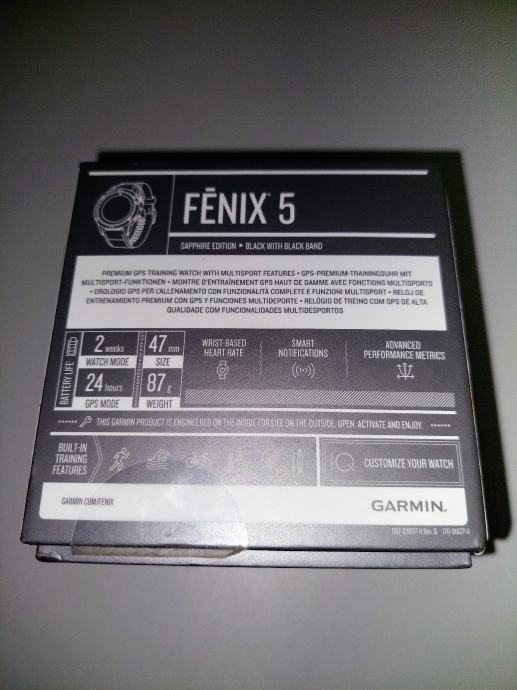 FĒNIX® 5
SAPPHIRE EDITION ▸ BLACK WITH BLACK BAND
PREMIUM GPS TRAINING WATCH WITH MULTISPORT FEATURES • GPS-PREMIUM-TRAININGSUHR MIT
MULTISPORT-FUNKTIONEN • MONTRE D'ENTRAÎNEMENT GPS HAUT DE GAMME AVEC FONCTIONS MULTISPORTS
• OROLOGIO GPS PER L'ALLENAMENTO CON FUNZIONALITÀ COMPLETE E FUNZIONI MULTISPORT • RELOJ DE
ENTRENAMIENTO PREMIUM CON GPS Y FUNCIONES MULTIDEPORTE • RELÓGIO DE TREINO COM GPS DE ALTA
QUALIDADE COM FUNCIONALIDADES MULTIDESPORTOS
BATTERY LIFE
2 weeks
WATCH MODE
24 hours
GPS MODE
47 mm
SIZE
87 g
WEIGHT
WRIST-BASED
HEART RATE
SMART
NOTIFICATIONS
ADVANCED
PERFORMANCE METRICS
THIS GARMIN PRODUCT IS ENGINEERED ON THE INSIDE FOR LIFE ON THE OUTSIDE. OPEN, ACTIVATE AND ENJOY.
BUILT-IN
TRAINING
FEATURES
IQ CUSTOMIZE YOUR WATCH
GARMIN.COM/FENIX
GARMIN.